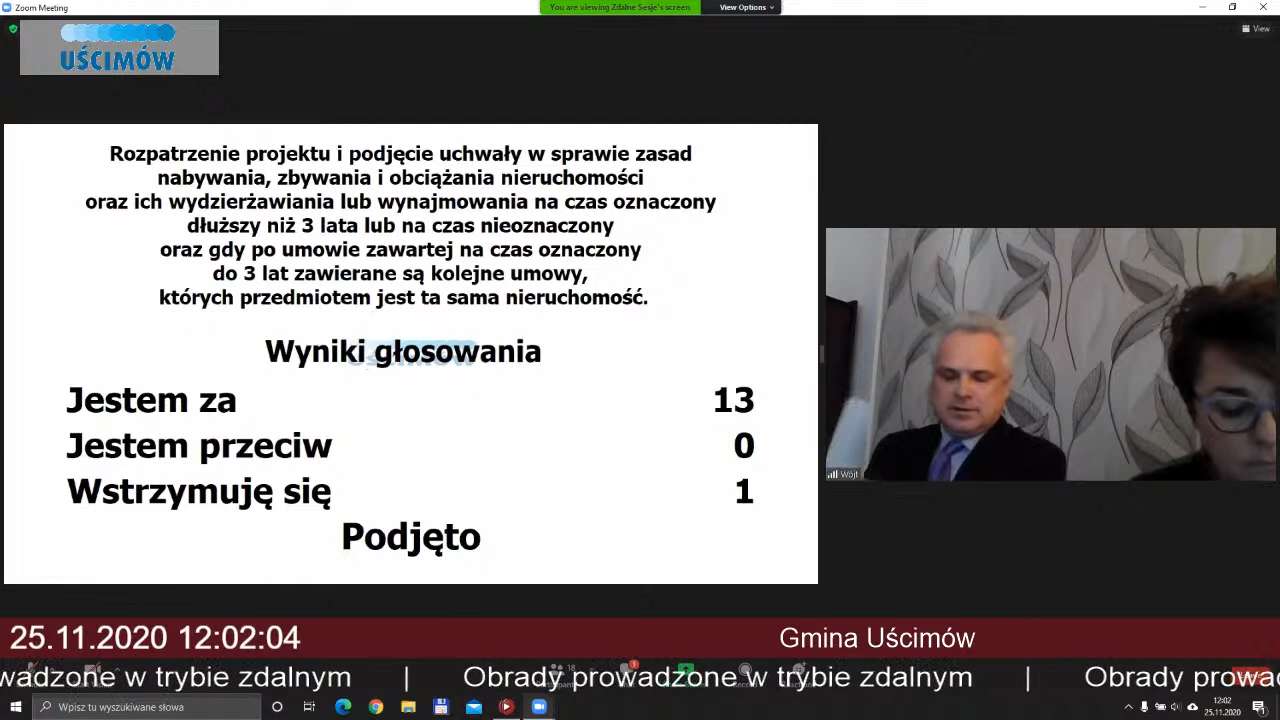 Zoom Meeting
You are viewing Zdalne Sesje's screen
View Options
View
UŚCIMÓW
Rozpatrzenie projektu i podjęcie uchwały w sprawie zasad
nabywania, zbywania i obciążania nieruchomości
oraz ich wydzierżawiania lub wynajmowania na czas oznaczony
dłuższy niż 3 lata lub na czas nieoznaczony
oraz gdy po umowie zawartej na czas oznaczony
do 3 lat zawierane są kolejne umowy,
których przedmiotem jest ta sama nieruchomość.
Wyniki głosowania
Jestem za 13
Jestem przeciw 0
Wstrzymuję się 1
Podjęto
Wójt
25.11.2020 12:02:04
Gmina Uścimów
wadzone w trybie zdalnym | Obrady prowadzone w trybie zdalnym | Obrady prowa
18
1
Wpisz tu wyszukiwane słowa
12:02
25.11.2020